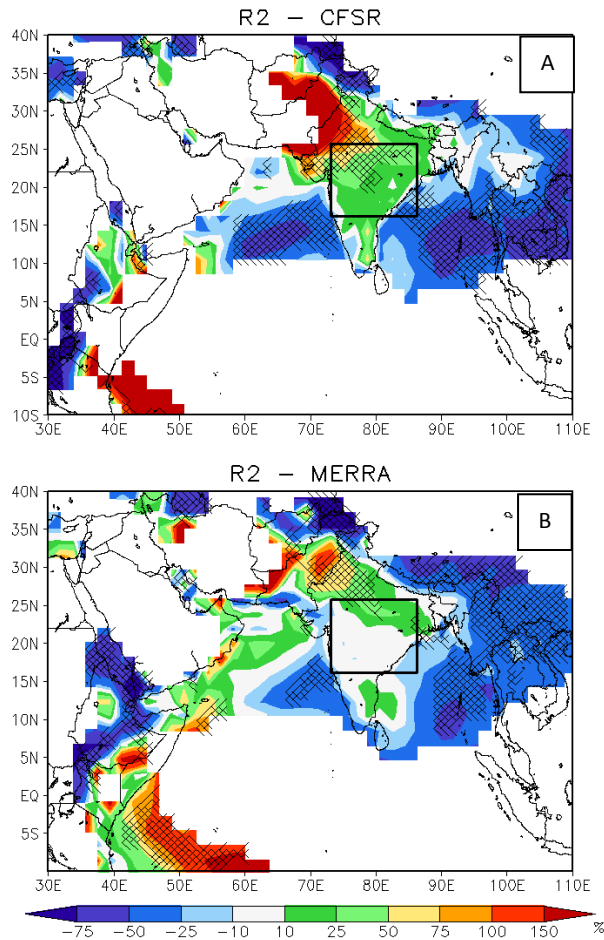 R2 – CFSR
A
40N
35N
30N
25N
20N
15N
10N
5N
EQ
5S
10S
30E 40E 50E 60E 70E 80E 90E 100E 110E
R2 – MERRA
B
40N
35N
30N
25N
20N
15N
10N
5N
EQ
5S
30E 40E 50E 60E 70E 80E 90E 100E 110E
-75 -50 -25 -10 10 25 50 75 100 150 %